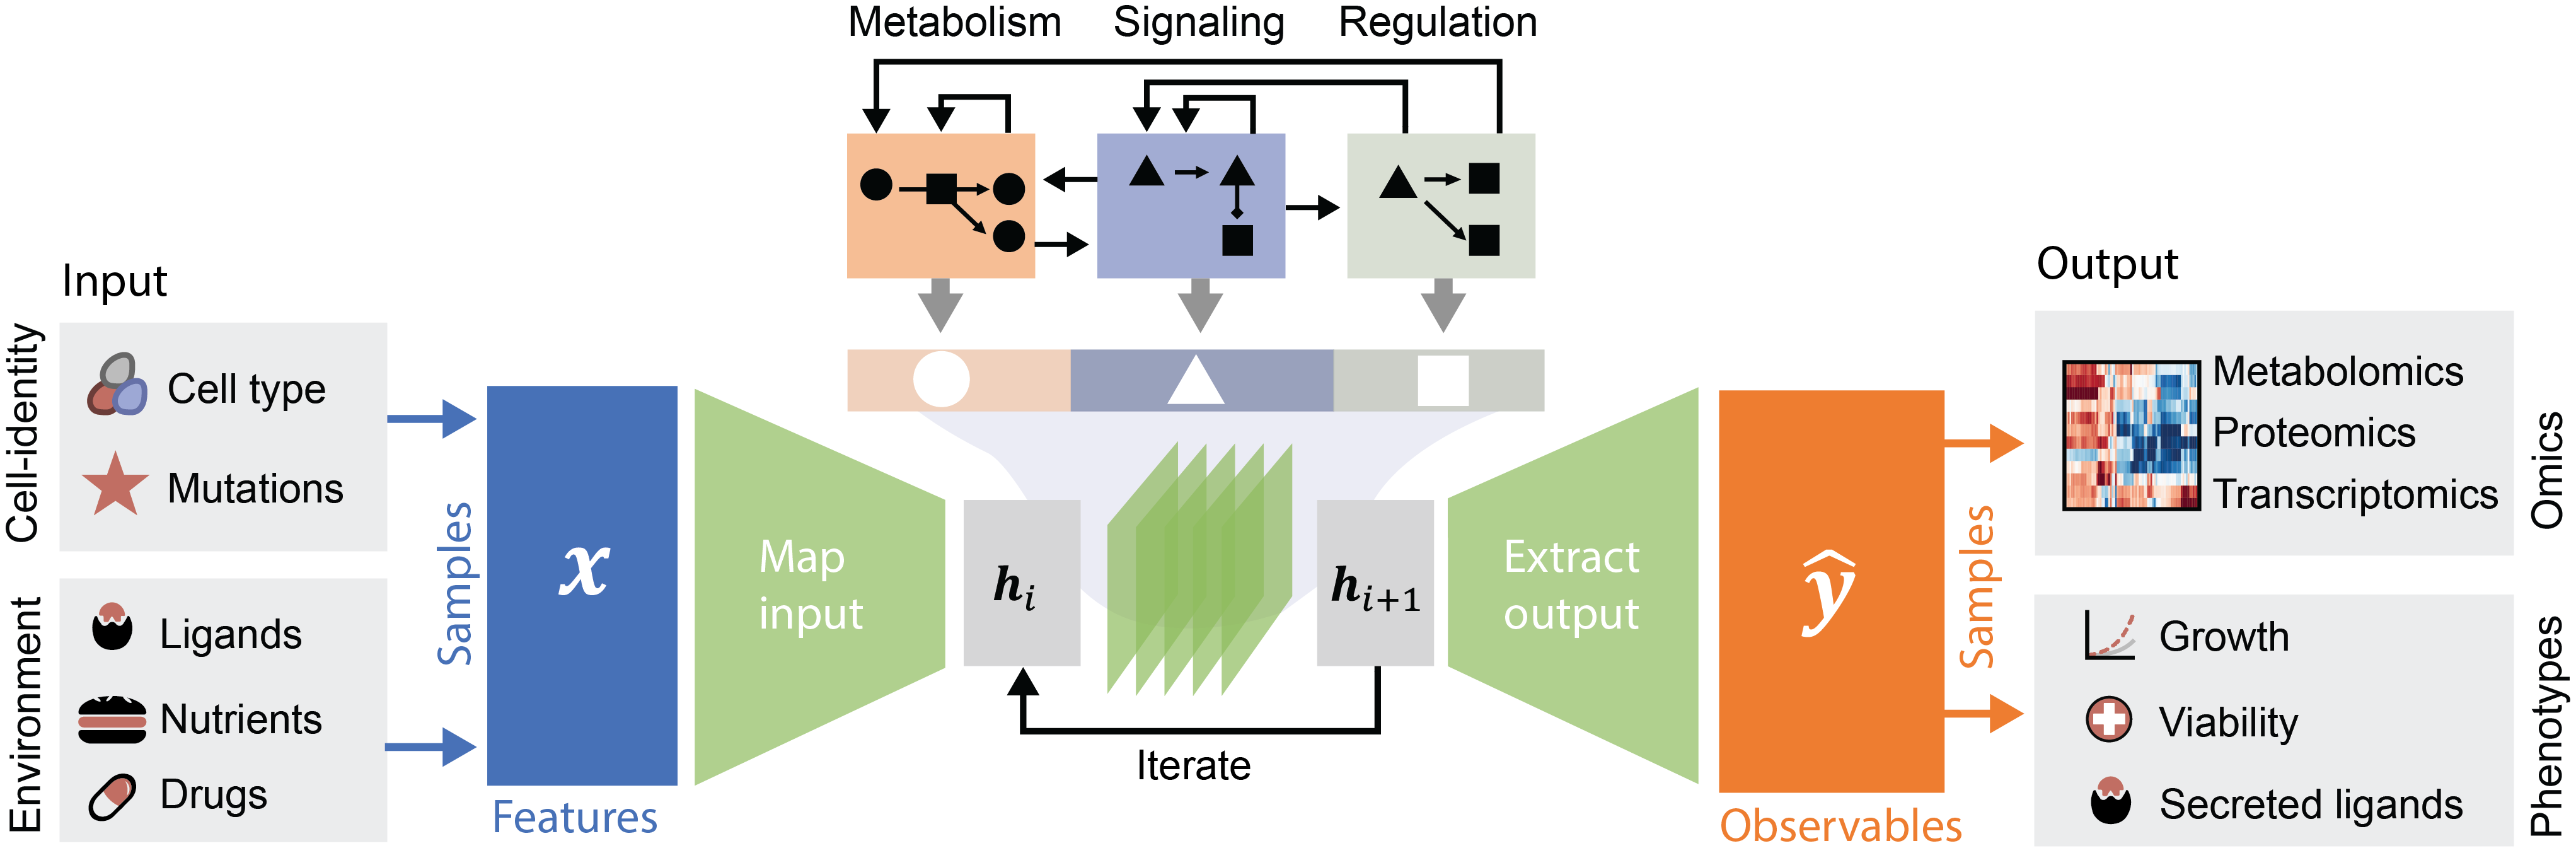 Metabolism
Signaling
Regulation
Input
Cell-identity
Cell type
Mutations
Environment
Ligands
Nutrients
Drugs
Samples
x
Features
Map
input
h_i
h_{i+1}
Iterate
Extract
output
ŷ
Observables
Samples
Output
Metabolomics
Proteomics
Transcriptomics
Omics
Growth
Viability
Secreted ligands
Phenotypes